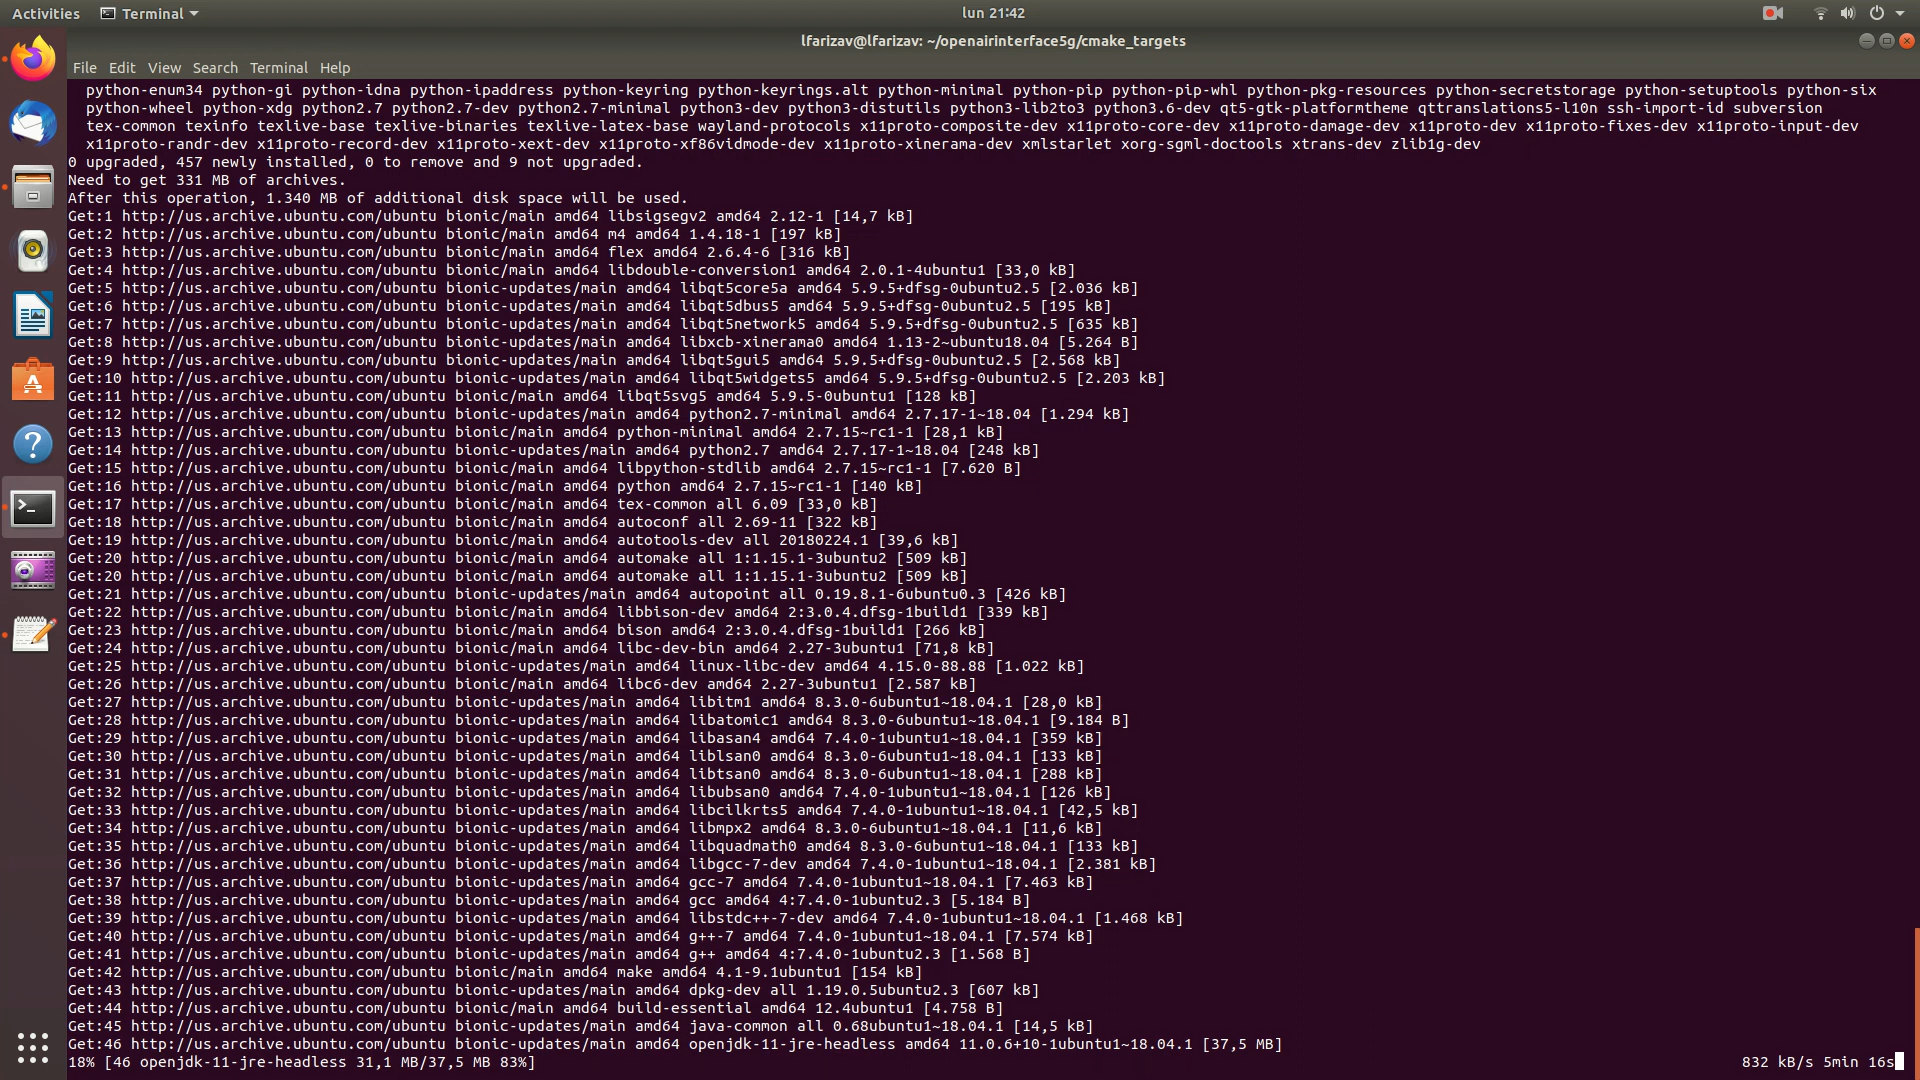 Activities Terminal lun 21:42
lfarizav@lfarizav: ~/openairinterface5g/cmake_targets
File Edit View Search Terminal Help
python-enum34 python-gi python-idna python-ipaddress python-keyring python-keyrings.alt python-minimal python-pip python-pip-whl python-pkg-resources python-secretstorage python-setuptools python-six
python-wheel python-xdg python2.7 python2.7-dev python2.7-minimal python3-dev python3-distutils python3-lib2to3 python3.6-dev qt5-gtk-platformtheme qttranslations5-l10n ssh-import-id subversion
tex-common texinfo texlive-base texlive-binaries texlive-latex-base wayland-protocols x11proto-composite-dev x11proto-core-dev x11proto-damage-dev x11proto-dev x11proto-fixes-dev x11proto-input-dev
x11proto-randr-dev x11proto-record-dev x11proto-xext-dev x11proto-xf86vidmode-dev x11proto-xinerama-dev xmlstarlet xorg-sgml-doctools xtrans-dev zlib1g-dev
0 upgraded, 457 newly installed, 0 to remove and 9 not upgraded.
Need to get 331 MB of archives.
After this operation, 1.340 MB of additional disk space will be used.
Get:1 http://us.archive.ubuntu.com/ubuntu bionic/main amd64 libsigsegv2 amd64 2.12-1 [14,7 kB]
Get:2 http://us.archive.ubuntu.com/ubuntu bionic/main amd64 m4 amd64 1.4.18-1 [197 kB]
Get:3 http://us.archive.ubuntu.com/ubuntu bionic/main amd64 flex amd64 2.6.4-6 [316 kB]
Get:4 http://us.archive.ubuntu.com/ubuntu bionic/main amd64 libdouble-conversion1 amd64 2.0.1-4ubuntu1 [33,0 kB]
Get:5 http://us.archive.ubuntu.com/ubuntu bionic-updates/main amd64 libqt5core5a amd64 5.9.5+dfsg-0ubuntu2.5 [2.036 kB]
Get:6 http://us.archive.ubuntu.com/ubuntu bionic-updates/main amd64 libqt5dbus5 amd64 5.9.5+dfsg-0ubuntu2.5 [195 kB]
Get:7 http://us.archive.ubuntu.com/ubuntu bionic-updates/main amd64 libqt5network5 amd64 5.9.5+dfsg-0ubuntu2.5 [635 kB]
Get:8 http://us.archive.ubuntu.com/ubuntu bionic-updates/main amd64 libxcb-xinerama0 amd64 1.13-2~ubuntu18.04 [5.264 B]
Get:9 http://us.archive.ubuntu.com/ubuntu bionic-updates/main amd64 libqt5gui5 amd64 5.9.5+dfsg-0ubuntu2.5 [2.568 kB]
Get:10 http://us.archive.ubuntu.com/ubuntu bionic-updates/main amd64 libqt5widgets5 amd64 5.9.5+dfsg-0ubuntu2.5 [2.203 kB]
Get:11 http://us.archive.ubuntu.com/ubuntu bionic/main amd64 libqt5svg5 amd64 5.9.5-0ubuntu1 [128 kB]
Get:12 http://us.archive.ubuntu.com/ubuntu bionic-updates/main amd64 python2.7-minimal amd64 2.7.17-1~18.04 [1.294 kB]
Get:13 http://us.archive.ubuntu.com/ubuntu bionic/main amd64 python-minimal amd64 2.7.15~rc1-1 [28,1 kB]
Get:14 http://us.archive.ubuntu.com/ubuntu bionic-updates/main amd64 python2.7 amd64 2.7.17-1~18.04 [248 kB]
Get:15 http://us.archive.ubuntu.com/ubuntu bionic/main amd64 libpython-stdlib amd64 2.7.15~rc1-1 [7.620 B]
Get:16 http://us.archive.ubuntu.com/ubuntu bionic/main amd64 python amd64 2.7.15~rc1-1 [140 kB]
Get:17 http://us.archive.ubuntu.com/ubuntu bionic/main amd64 tex-common all 6.09 [33,0 kB]
Get:18 http://us.archive.ubuntu.com/ubuntu bionic/main amd64 autoconf all 2.69-11 [322 kB]
Get:19 http://us.archive.ubuntu.com/ubuntu bionic/main amd64 autotools-dev all 20180224.1 [39,6 kB]
Get:20 http://us.archive.ubuntu.com/ubuntu bionic/main amd64 automake all 1:1.15.1-3ubuntu2 [509 kB]
Get:20 http://us.archive.ubuntu.com/ubuntu bionic/main amd64 automake all 1:1.15.1-3ubuntu2 [509 kB]
Get:21 http://us.archive.ubuntu.com/ubuntu bionic-updates/main amd64 autopoint all 0.19.8.1-6ubuntu0.3 [426 kB]
Get:22 http://us.archive.ubuntu.com/ubuntu bionic/main amd64 libbison-dev amd64 2:3.0.4.dfsg-1build1 [339 kB]
Get:23 http://us.archive.ubuntu.com/ubuntu bionic/main amd64 bison amd64 2:3.0.4.dfsg-1build1 [266 kB]
Get:24 http://us.archive.ubuntu.com/ubuntu bionic/main amd64 libc-dev-bin amd64 2.27-3ubuntu1 [71,8 kB]
Get:25 http://us.archive.ubuntu.com/ubuntu bionic-updates/main amd64 linux-libc-dev amd64 4.15.0-88.88 [1.022 kB]
Get:26 http://us.archive.ubuntu.com/ubuntu bionic/main amd64 libc6-dev amd64 2.27-3ubuntu1 [2.587 kB]
Get:27 http://us.archive.ubuntu.com/ubuntu bionic-updates/main amd64 libitm1 amd64 8.3.0-6ubuntu1~18.04.1 [28,0 kB]
Get:28 http://us.archive.ubuntu.com/ubuntu bionic-updates/main amd64 libatomic1 amd64 8.3.0-6ubuntu1~18.04.1 [9.184 B]
Get:29 http://us.archive.ubuntu.com/ubuntu bionic-updates/main amd64 libasan4 amd64 7.4.0-1ubuntu1~18.04.1 [359 kB]
Get:30 http://us.archive.ubuntu.com/ubuntu bionic-updates/main amd64 liblsan0 amd64 8.3.0-6ubuntu1~18.04.1 [133 kB]
Get:31 http://us.archive.ubuntu.com/ubuntu bionic-updates/main amd64 libtsan0 amd64 8.3.0-6ubuntu1~18.04.1 [288 kB]
Get:32 http://us.archive.ubuntu.com/ubuntu bionic-updates/main amd64 libubsan0 amd64 7.4.0-1ubuntu1~18.04.1 [126 kB]
Get:33 http://us.archive.ubuntu.com/ubuntu bionic-updates/main amd64 libcilkrts5 amd64 7.4.0-1ubuntu1~18.04.1 [42,5 kB]
Get:34 http://us.archive.ubuntu.com/ubuntu bionic-updates/main amd64 libmpx2 amd64 8.3.0-6ubuntu1~18.04.1 [11,6 kB]
Get:35 http://us.archive.ubuntu.com/ubuntu bionic-updates/main amd64 libquadmath0 amd64 8.3.0-6ubuntu1~18.04.1 [133 kB]
Get:36 http://us.archive.ubuntu.com/ubuntu bionic-updates/main amd64 libgcc-7-dev amd64 7.4.0-1ubuntu1~18.04.1 [2.381 kB]
Get:37 http://us.archive.ubuntu.com/ubuntu bionic-updates/main amd64 gcc-7 amd64 7.4.0-1ubuntu1~18.04.1 [7.463 kB]
Get:38 http://us.archive.ubuntu.com/ubuntu bionic-updates/main amd64 gcc amd64 4:7.4.0-1ubuntu2.3 [5.184 B]
Get:39 http://us.archive.ubuntu.com/ubuntu bionic-updates/main amd64 libstdc++-7-dev amd64 7.4.0-1ubuntu1~18.04.1 [1.468 kB]
Get:40 http://us.archive.ubuntu.com/ubuntu bionic-updates/main amd64 g++-7 amd64 7.4.0-1ubuntu1~18.04.1 [7.574 kB]
Get:41 http://us.archive.ubuntu.com/ubuntu bionic-updates/main amd64 g++ amd64 4:7.4.0-1ubuntu2.3 [1.568 B]
Get:42 http://us.archive.ubuntu.com/ubuntu bionic/main amd64 make amd64 4.1-9.1ubuntu1 [154 kB]
Get:43 http://us.archive.ubuntu.com/ubuntu bionic-updates/main amd64 dpkg-dev all 1.19.0.5ubuntu2.3 [607 kB]
Get:44 http://us.archive.ubuntu.com/ubuntu bionic/main amd64 build-essential amd64 12.4ubuntu1 [4.758 B]
Get:45 http://us.archive.ubuntu.com/ubuntu bionic-updates/main amd64 java-common all 0.68ubuntu1~18.04.1 [14,5 kB]
Get:46 http://us.archive.ubuntu.com/ubuntu bionic-updates/main amd64 openjdk-11-jre-headless amd64 11.0.6+10-1ubuntu1~18.04.1 [37,5 MB]
18% [46 openjdk-11-jre-headless 31,1 MB/37,5 MB 83%] 832 kB/s 5min 16s